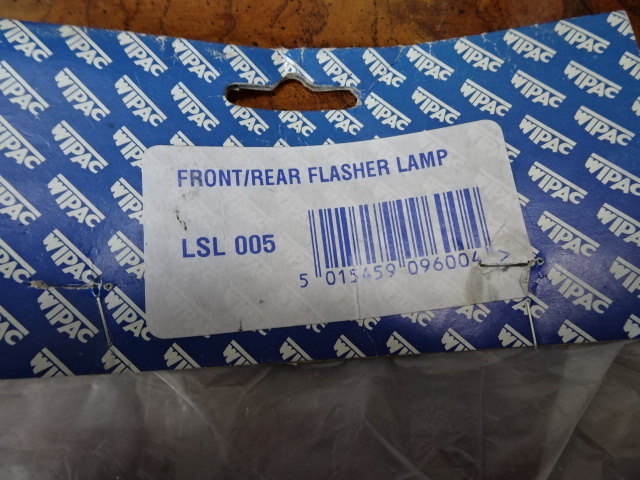 FRONT/REAR FLASHER LAMP
LSL 005
5 015459 096004 >
WIPAC